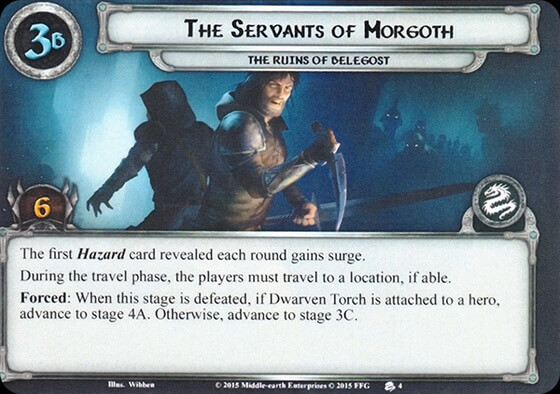 3B
The Servants of Morgoth
The Ruins of Belegost
6
The first Hazard card revealed each round gains surge.
During the travel phase, the players must travel to a location, if able.
Forced: When this stage is defeated, if Dwarven Torch is attached to a hero,
advance to stage 4A. Otherwise, advance to stage 3C.
Illus. Wibben © 2015 Middle-earth Enterprises © 2015 FFG 4